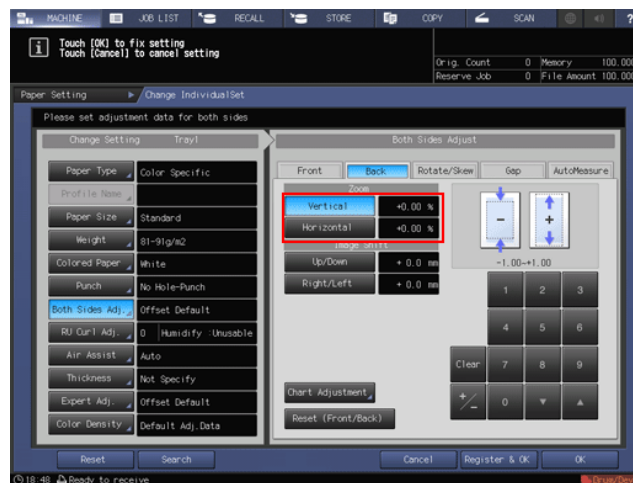 MACHINE JOB LIST RECALL STORE COPY SCAN ?
Touch [OK] to fix setting
Touch [Cancel] to cancel setting
Orig. Count 0 Memory 100.000
Reserve Job 0 File Amount 100.000
Paper Setting Change IndividualSet
Please set adjustment data for both sides
Change Setting Tray1
Both Sides Adjust
Paper Type Color Specific
Profile Name
Paper Size Standard
Weight 81-91g/m2
Colored Paper White
Punch No Hole-Punch
Both Sides Adj. Offset Default
RU Curl Adj. 0 Humidify :Unusable
Air Assist Auto
Thickness Not Specify
Expert Adj. Offset Default
Color Density Default Adj.Data
Front Back Rotate/Skew Gap AutoMeasure
Zoom
Vertical +0.00 %
Horizontal +0.00 %
Image Shift
Up/Down + 0.0 mm
Right/Left + 0.0 mm
Chart Adjustment
Reset (Front/Back)
- +
-1.00~+1.00
1 2 3
4 5 6
Clear 7 8 9
+/- 0 ▼ ▲
Reset Search Cancel Register & OK OK
18:48 Ready to receive Drum/Dev